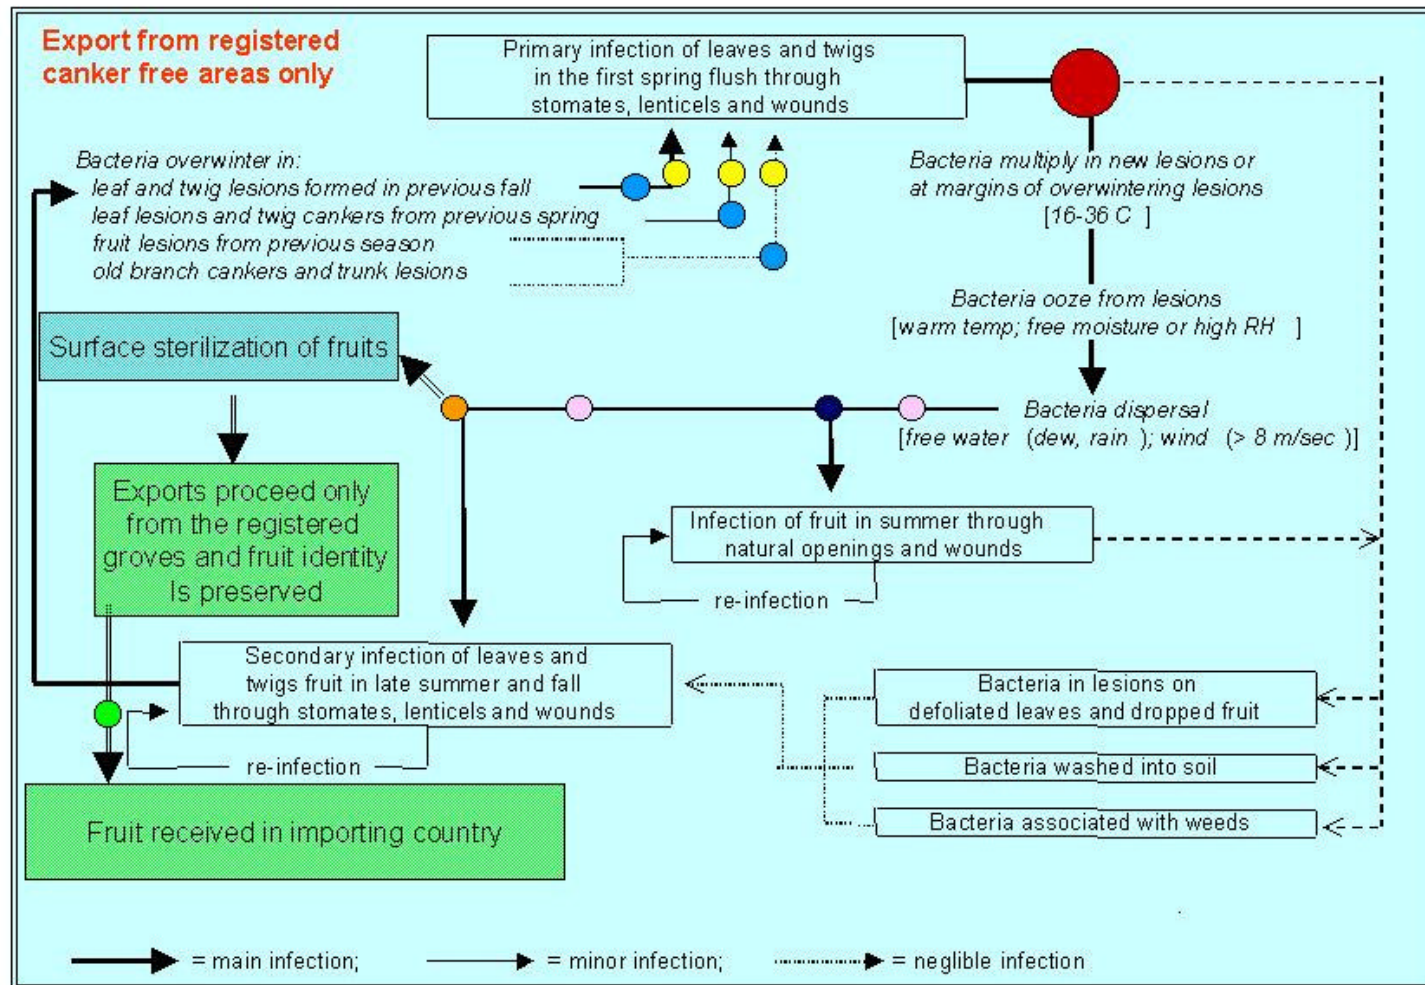 Export from registered
canker free areas only
Primary infection of leaves and twigs
in the first spring flush through
stomates, lenticels and wounds
Bacteria overwinter in:
leaf and twig lesions formed in previous fall
leaf lesions and twig cankers from previous spring
fruit lesions from previous season
old branch cankers and trunk lesions
Bacteria multiply in new lesions or
at margins of overwintering lesions
[16-36 C ]
Bacteria ooze from lesions
[warm temp; free moisture or high RH ]
Surface sterilization of fruits
Bacteria dispersal
[free water (dew, rain ); wind (> 8 m/sec )]
Exports proceed only
from the registered
groves and fruit identity
Is preserved
Infection of fruit in summer through
natural openings and wounds
re-infection
Secondary infection of leaves and
twigs fruit in late summer and fall
through stomates, lenticels and wounds
re-infection
Bacteria in lesions on
defoliated leaves and dropped fruit
Bacteria washed into soil
Bacteria associated with weeds
Fruit received in importing country
= main infection;
= minor infection;
= neglible infection